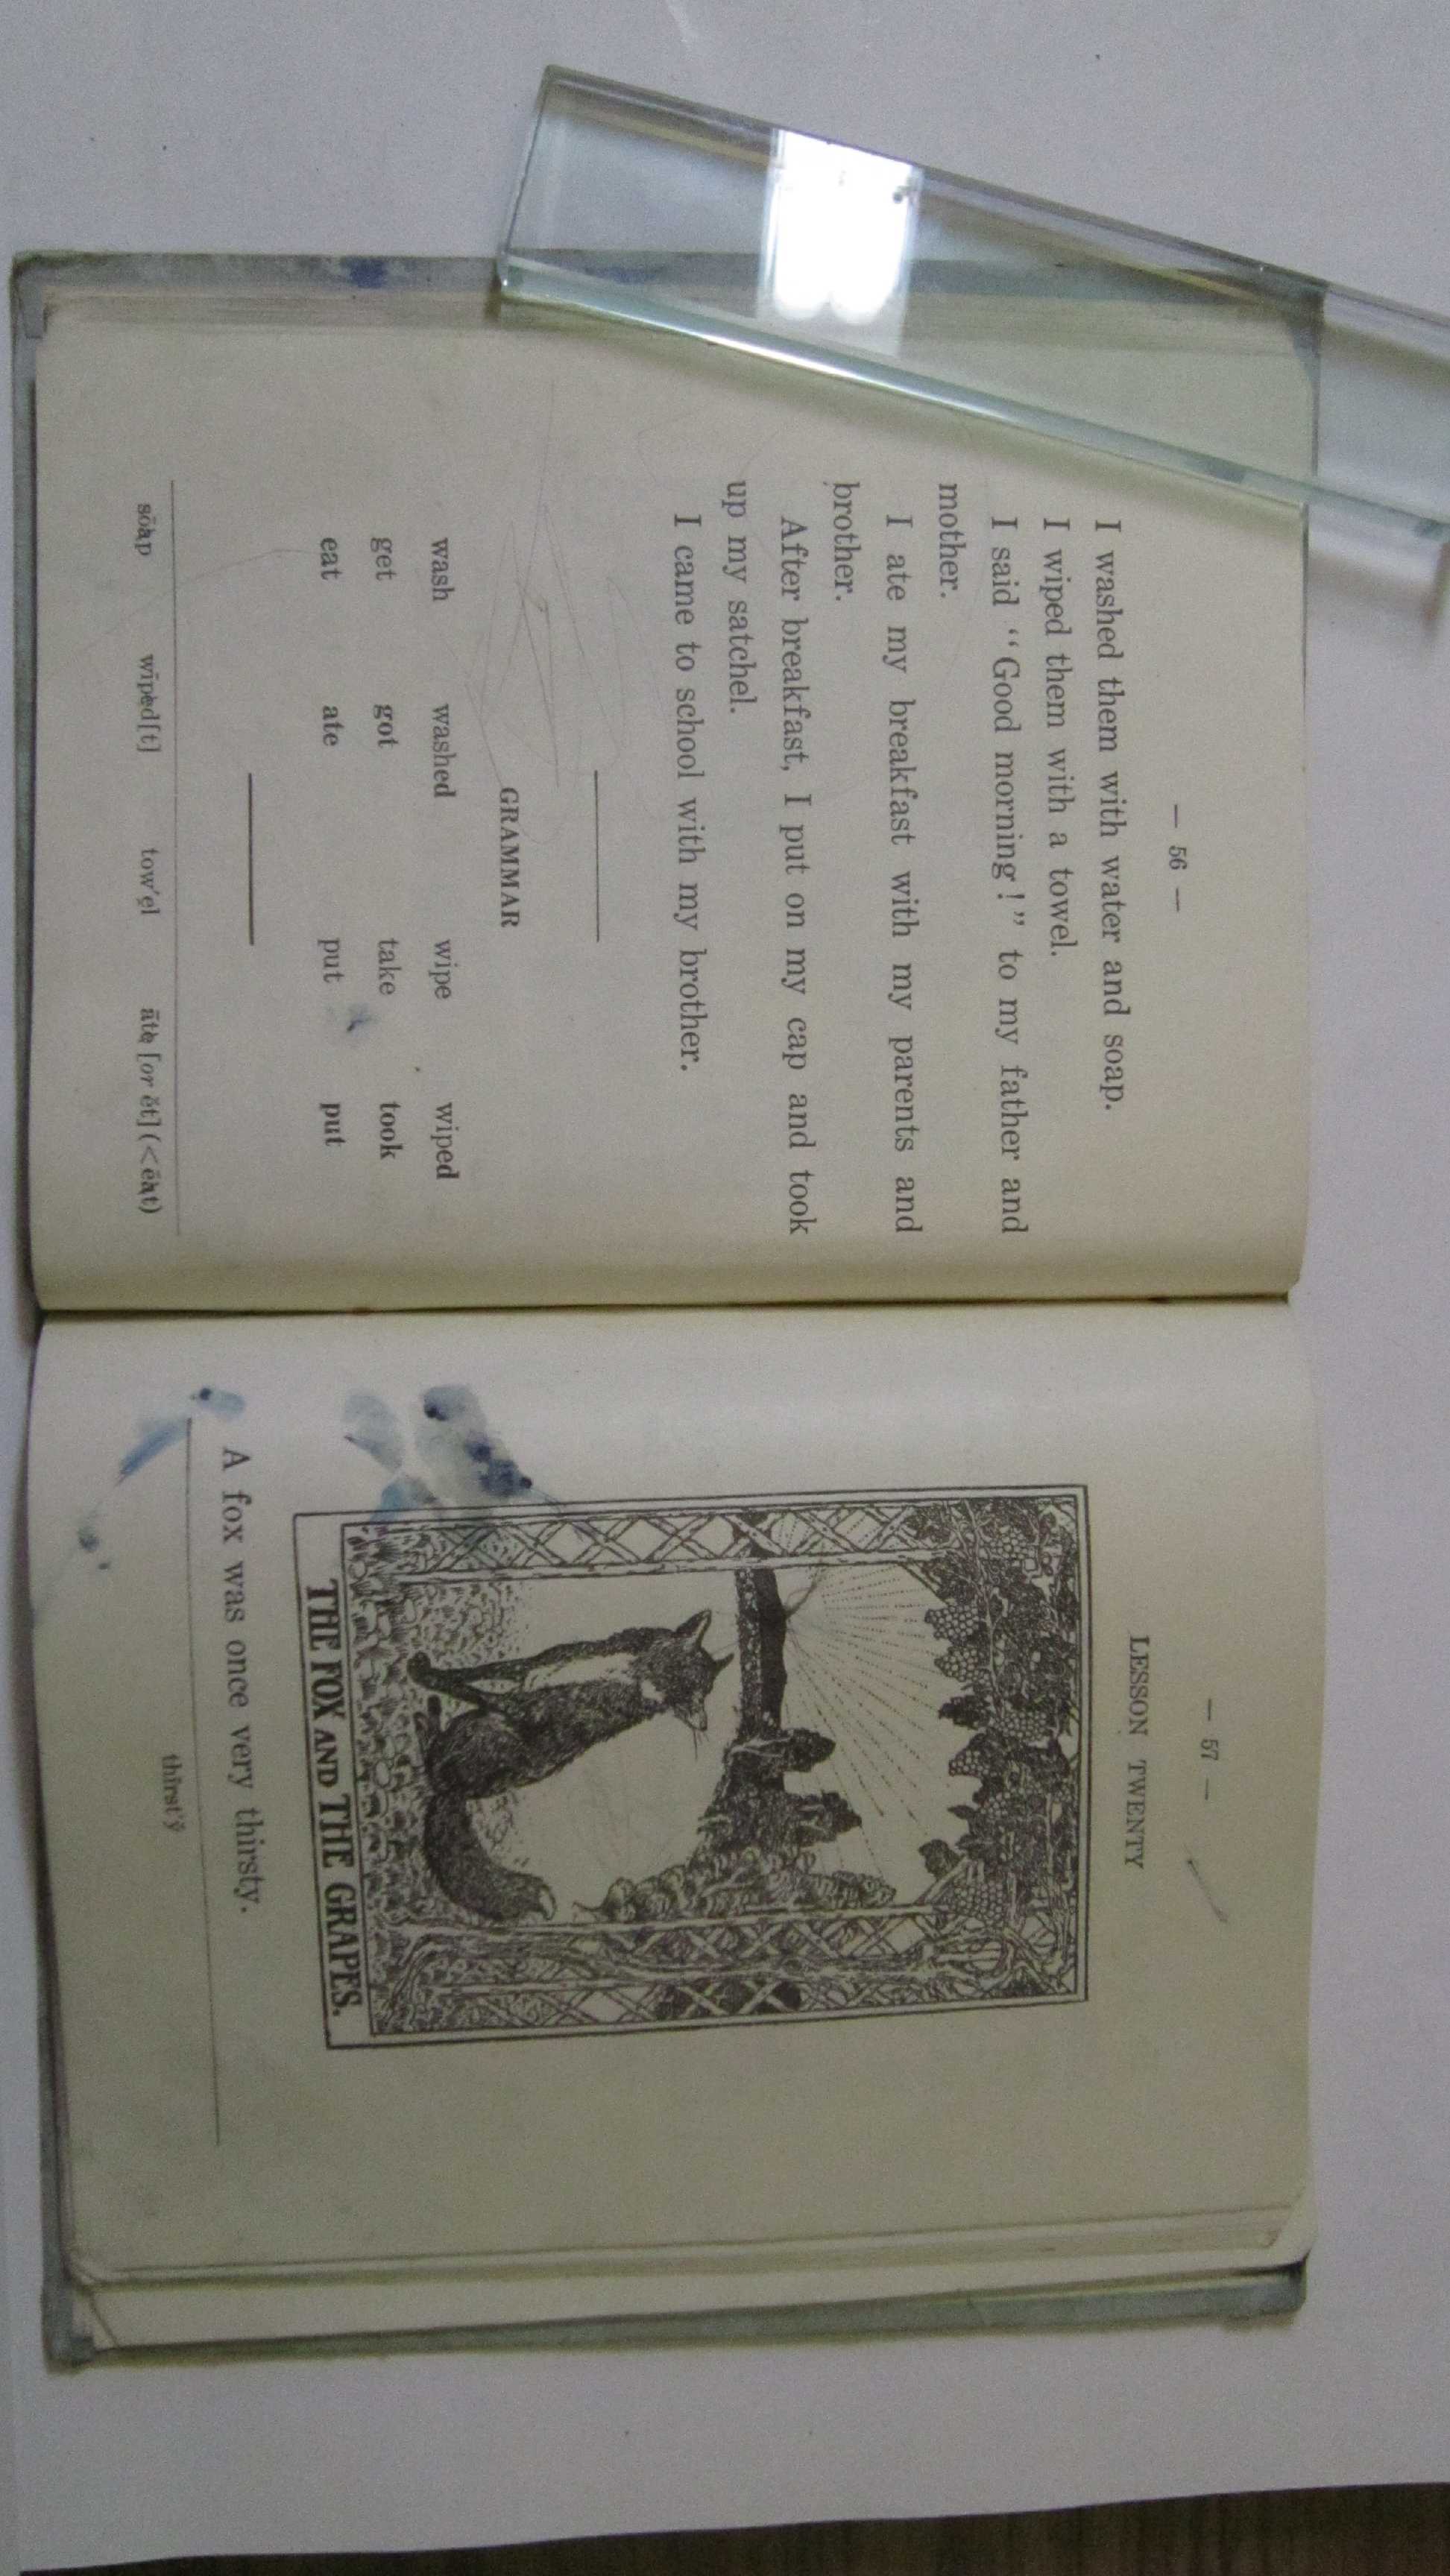 — 56 —
I washed them with water and soap.
I wiped them with a towel.
I said “Good morning!” to my father and
mother.
I ate my breakfast with my parents and
brother.
After breakfast, I put on my cap and took
up my satchel.
I came to school with my brother.
GRAMMAR
wash washed wipe wiped
get got take took
eat ate put put
sōap wīped[t] tow′el āte [or ĕt] (<ēat)
— 57 —
LESSON TWENTY
THE FOX AND THE GRAPES.
A fox was once very thirsty.
thirst′y̆